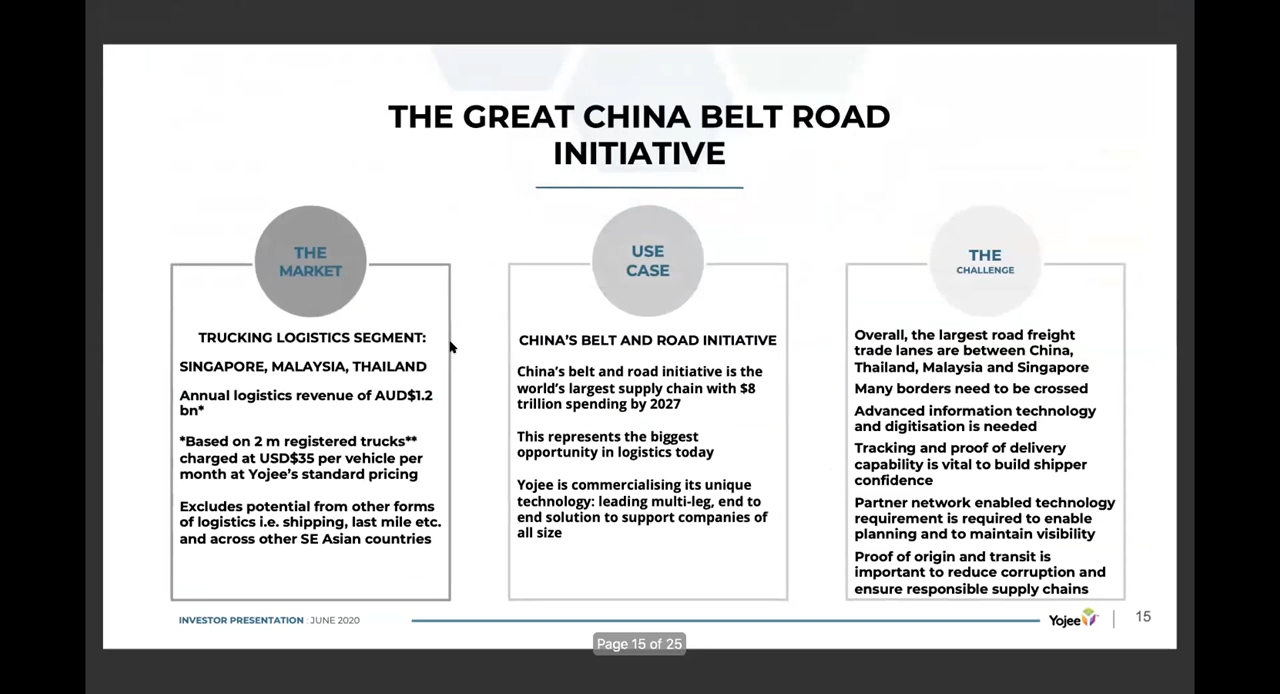 THE GREAT CHINA BELT ROAD
INITIATIVE
THE
MARKET
TRUCKING LOGISTICS SEGMENT:
SINGAPORE, MALAYSIA, THAILAND
Annual logistics revenue of AUD$1.2
bn*
*Based on 2 m registered trucks**
charged at USD$35 per vehicle per
month at Yojee's standard pricing
Excludes potential from other forms
of logistics i.e. shipping, last mile etc.
and across other SE Asian countries
USE
CASE
CHINA'S BELT AND ROAD INITIATIVE
China's belt and road initiative is the
world's largest supply chain with $8
trillion spending by 2027
This represents the biggest
opportunity in logistics today
Yojee is commercialising its unique
technology: leading multi-leg, end to
end solution to support companies of
all size
THE
CHALLENGE
Overall, the largest road freight
trade lanes are between China,
Thailand, Malaysia and Singapore
Many borders need to be crossed
Advanced information technology
and digitisation is needed
Tracking and proof of delivery
capability is vital to build shipper
confidence
Partner network enabled technology
requirement is required to enable
planning and to maintain visibility
Proof of origin and transit is
important to reduce corruption and
ensure responsible supply chains
INVESTOR PRESENTATION JUNE 2020
Yojee
15
Page 15 of 25